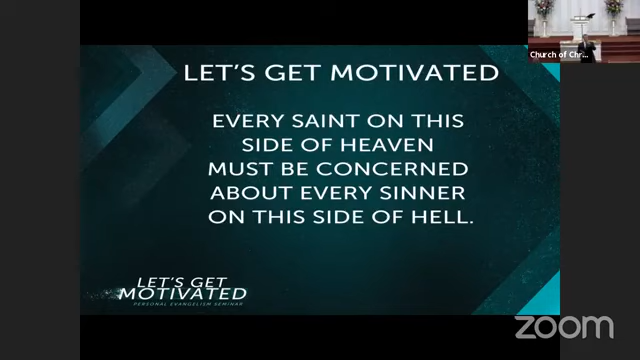 LET'S GET MOTIVATED
EVERY SAINT ON THIS
SIDE OF HEAVEN
MUST BE CONCERNED
ABOUT EVERY SINNER
ON THIS SIDE OF HELL.
LET'S GET
MOTIVATED
PERSONAL EVANGELISM SEMINAR
Church of Chr...
zoom